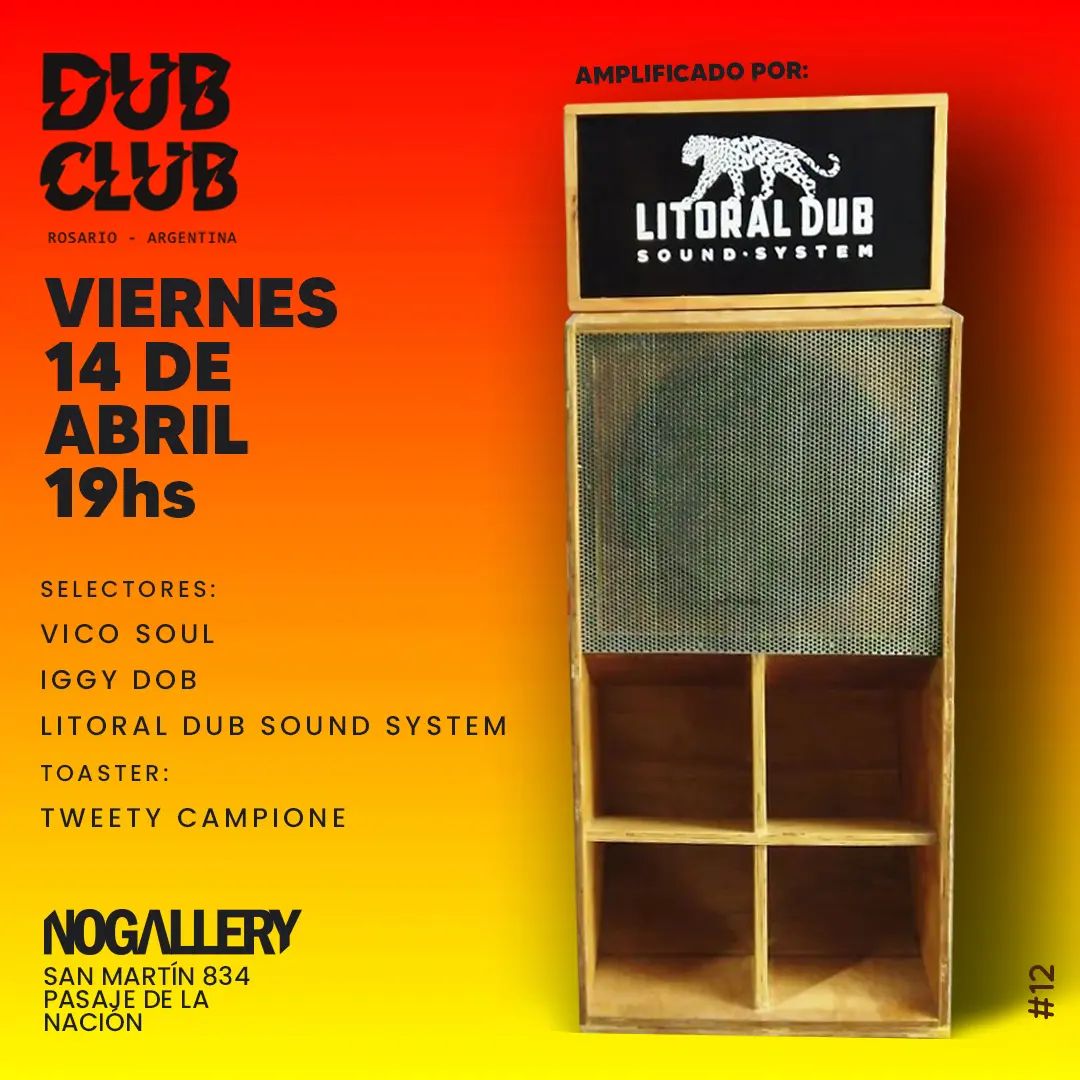 DUB
CLUB
ROSARIO - ARGENTINA
VIERNES
14 DE
ABRIL
19hs
SELECTORES:
VICO SOUL
IGGY DOB
LITORAL DUB SOUND SYSTEM
TOASTER:
TWEETY CAMPIONE
NOGALLERY
SAN MARTÍN 834
PASAJE DE LA
NACIÓN
AMPLIFICADO POR:
LITORAL DUB
SOUND·SYSTEM
#12